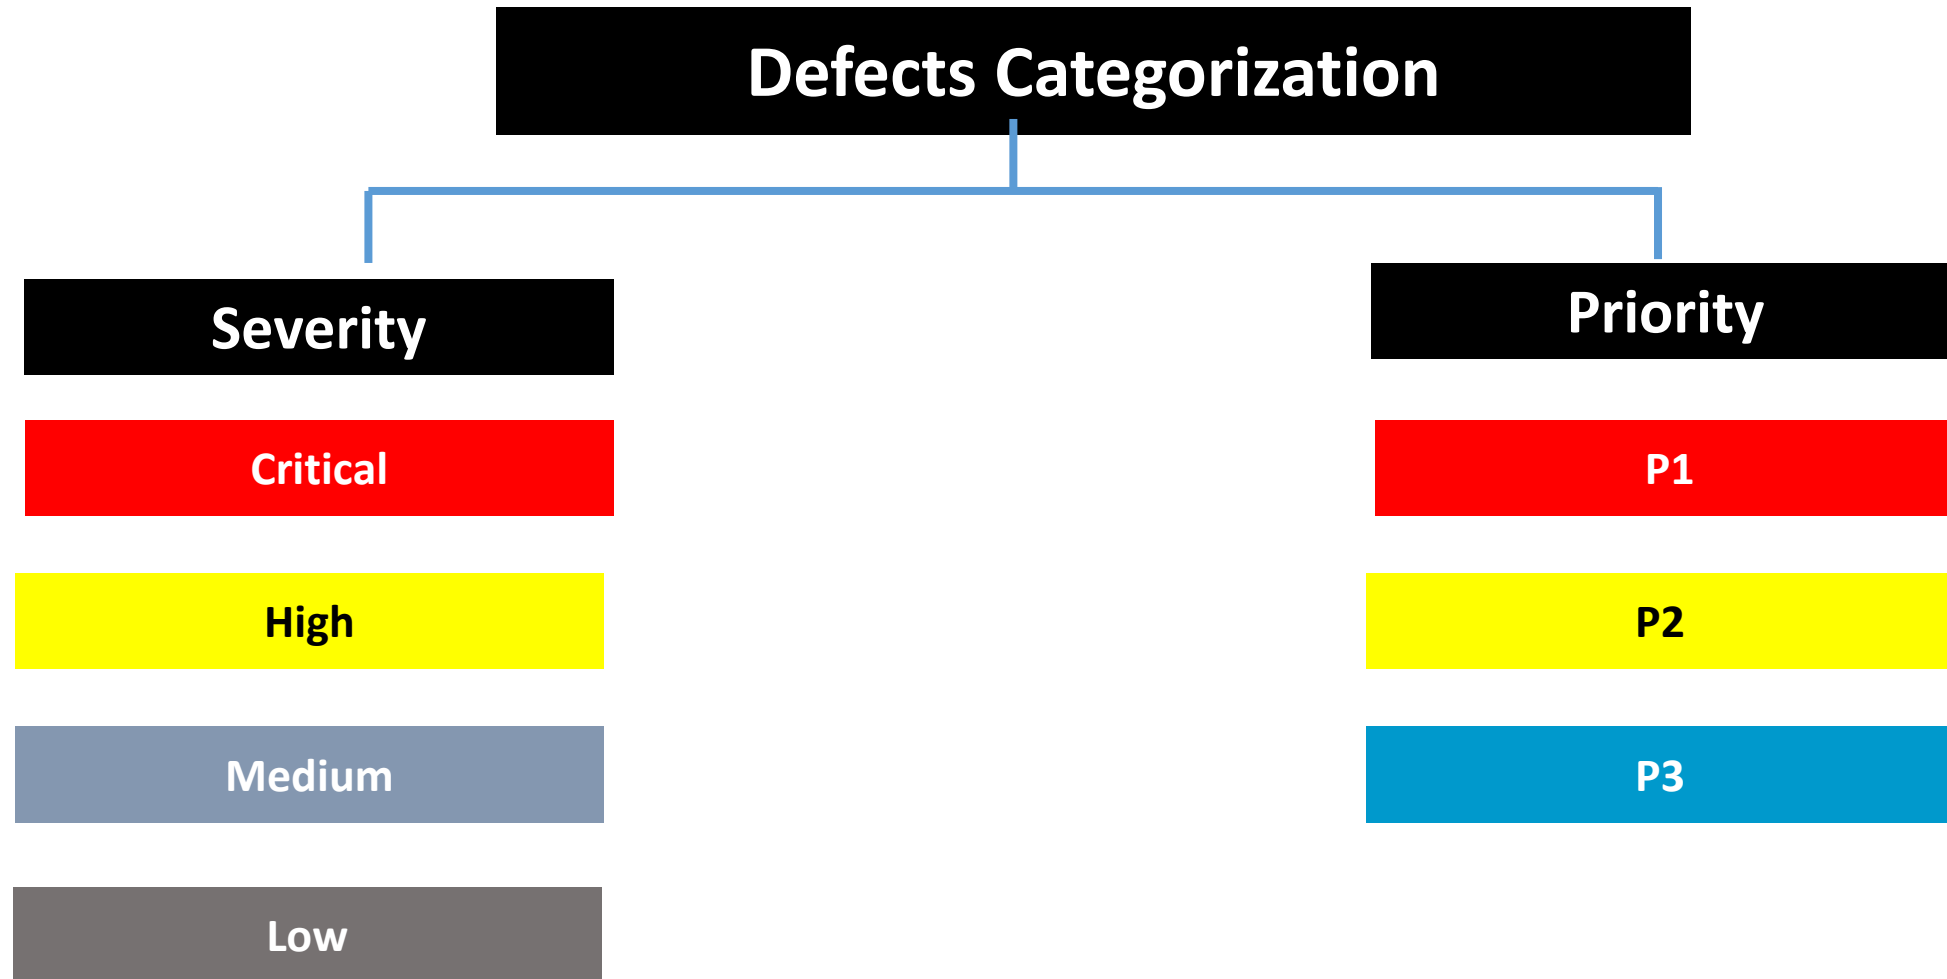 Defects Categorization
Severity
Priority
Critical
P1
High
P2
Medium
P3
Low